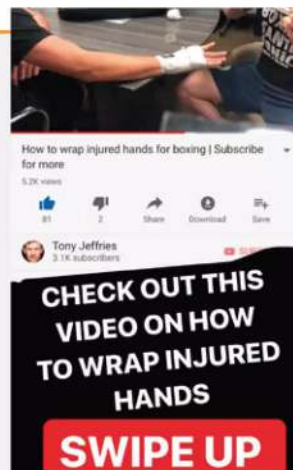 How to wrap injured hands for boxing | Subscribe
for more
5.2K views
81
2
Share
Download
Save
Tony Jeffries
3.1K subscribers
CHECK OUT THIS
VIDEO ON HOW
TO WRAP INJURED
HANDS
SWIPE UP